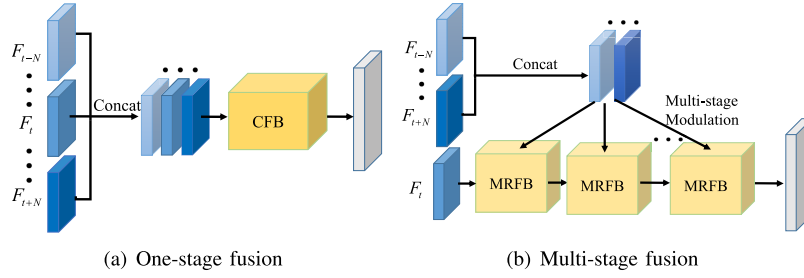 F_{t-N}
F_t
F_{t+N}
Concat
CFB
(a) One-stage fusion
F_{t-N}
F_{t+N}
Concat
Multi-stage
Modulation
F_t
MRFB
MRFB
MRFB
(b) Multi-stage fusion